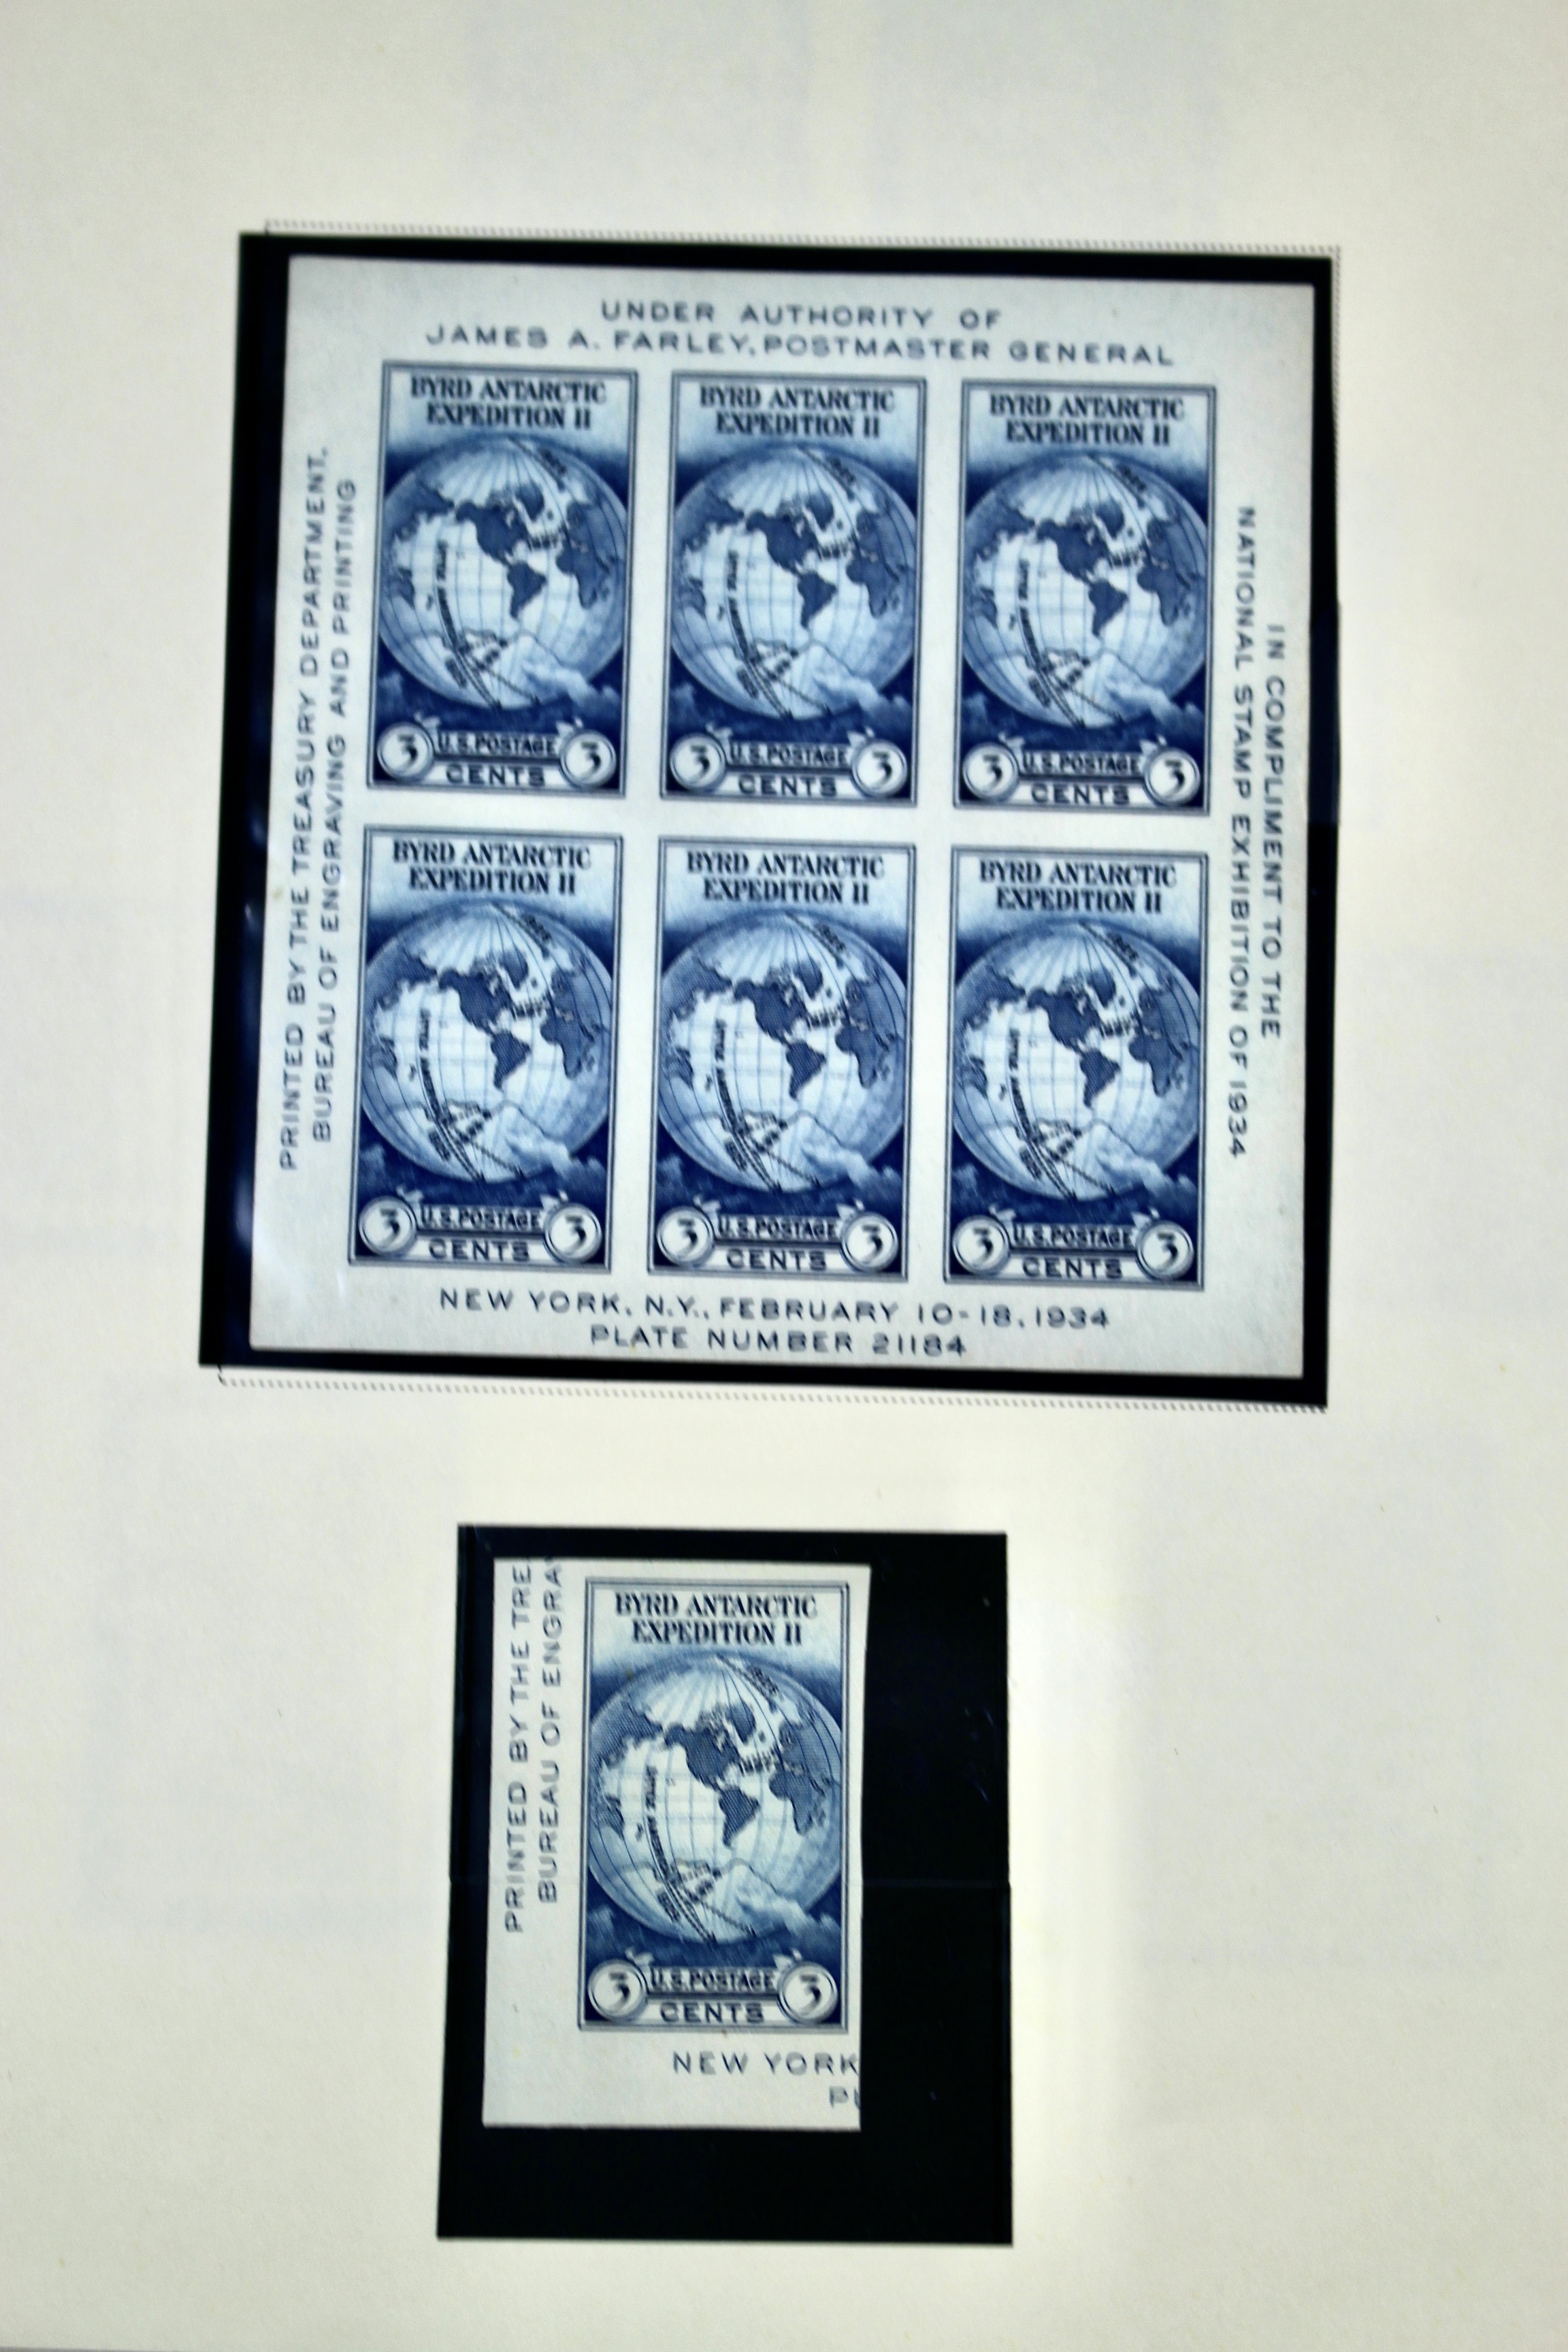 UNDER AUTHORITY OF
JAMES A. FARLEY, POSTMASTER GENERAL
PRINTED BY THE TREASURY DEPARTMENT,
BUREAU OF ENGRAVING AND PRINTING
BYRD ANTARCTIC
EXPEDITION II
3 U.S. POSTAGE 3
CENTS
BYRD ANTARCTIC
EXPEDITION II
3 U.S. POSTAGE 3
CENTS
BYRD ANTARCTIC
EXPEDITION II
3 U.S. POSTAGE 3
CENTS
BYRD ANTARCTIC
EXPEDITION II
3 U.S. POSTAGE 3
CENTS
BYRD ANTARCTIC
EXPEDITION II
3 U.S. POSTAGE 3
CENTS
BYRD ANTARCTIC
EXPEDITION II
3 U.S. POSTAGE 3
CENTS
IN COMPLIMENT TO THE
NATIONAL STAMP EXHIBITION OF 1934
NEW YORK, N.Y., FEBRUARY 10-18, 1934
PLATE NUMBER 21184
PRINTED BY THE TRE
BUREAU OF ENGRA
BYRD ANTARCTIC
EXPEDITION II
3 U.S. POSTAGE 3
CENTS
NEW YORK
PL